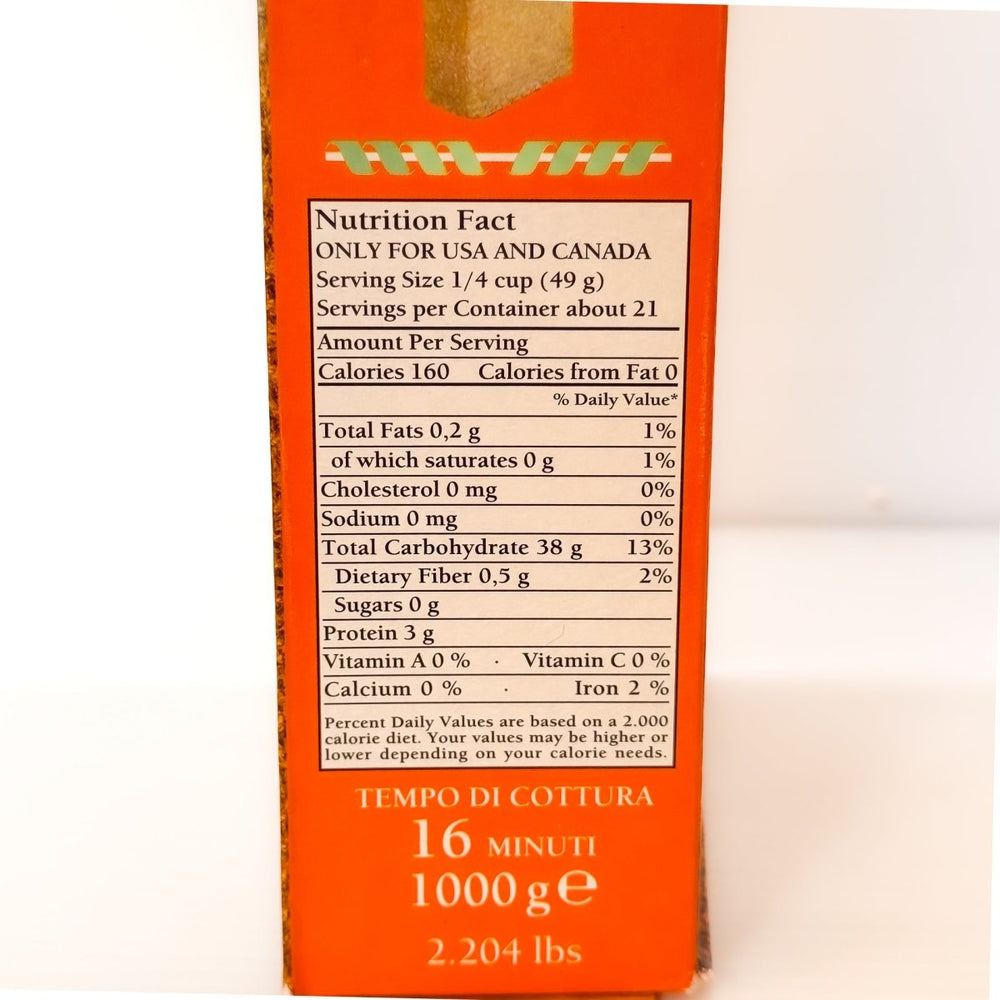 Nutrition Fact
ONLY FOR USA AND CANADA
Serving Size 1/4 cup (49 g)
Servings per Container about 21
Amount Per Serving
Calories 160 Calories from Fat 0
% Daily Value*
Total Fats 0,2 g 1%
of which saturates 0 g 1%
Cholesterol 0 mg 0%
Sodium 0 mg 0%
Total Carbohydrate 38 g 13%
Dietary Fiber 0,5 g 2%
Sugars 0 g
Protein 3 g
Vitamin A 0 % · Vitamin C 0 %
Calcium 0 % · Iron 2 %
Percent Daily Values are based on a 2.000
calorie diet. Your values may be higher or
lower depending on your calorie needs.
TEMPO DI COTTURA
16 MINUTI
1000 g ℮
2.204 lbs